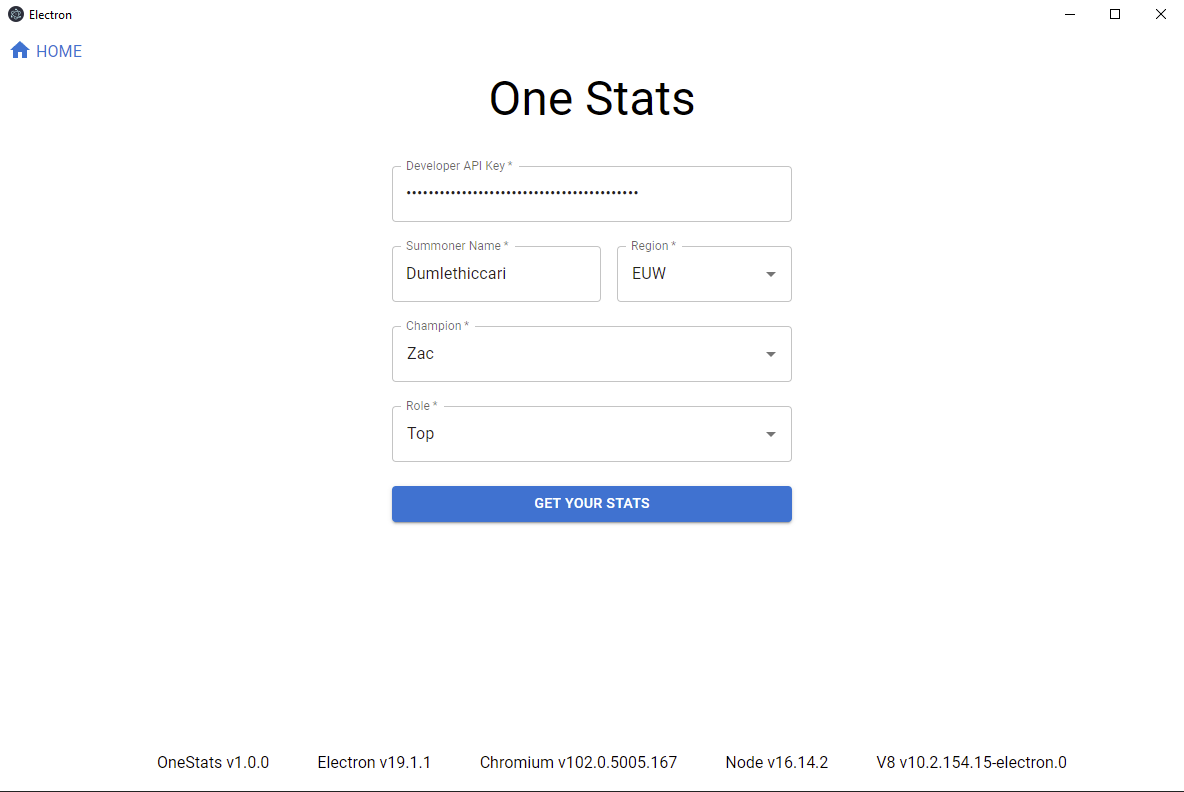 Electron
HOME
One Stats
Developer API Key *
••••••••••••••••••••••••••••••••••••••••••
Summoner Name *
Region *
Dumlethiccari
EUW
Champion *
Zac
Role *
Top
GET YOUR STATS
OneStats v1.0.0 Electron v19.1.1 Chromium v102.0.5005.167 Node v16.14.2 V8 v10.2.154.15-electron.0